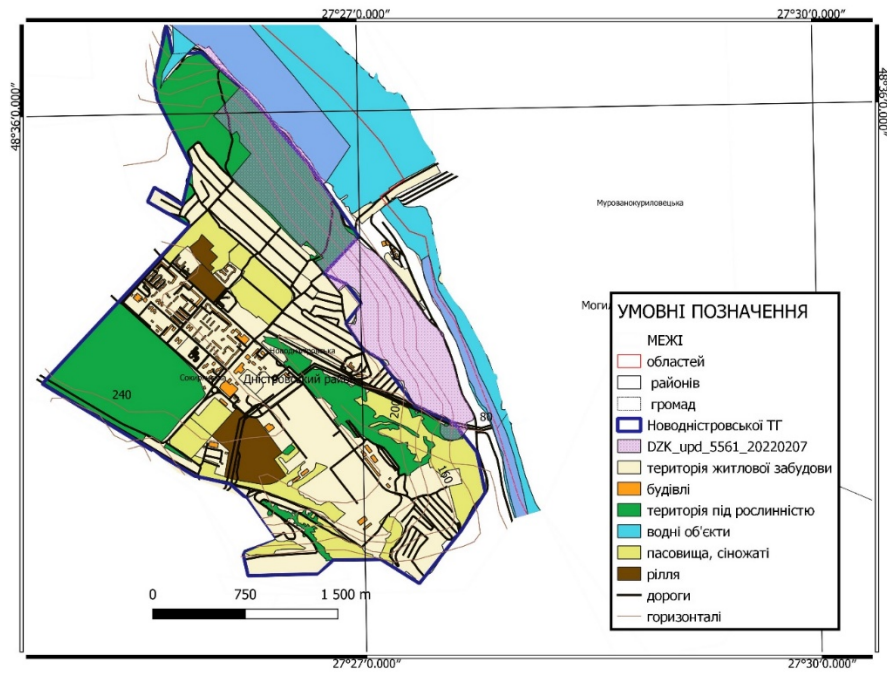 27°27'0.000"
27°30'0.000"
48°36'0.000"
48°36'0.000"
Мурованокуриловецька
Новодністровська
Дністровський район
240
200
80
150
УМОВНІ ПОЗНАЧЕННЯ
МЕЖІ
областей
районів
громад
Новодністровської ТГ
DZK_upd_5561_20220207
територія житлової забудови
будівлі
територія під рослинністю
водні об'єкти
пасовища, сіножаті
рілля
дороги
горизонталі
0 750 1 500 m
27°27'0.000"
27°30'0.000"